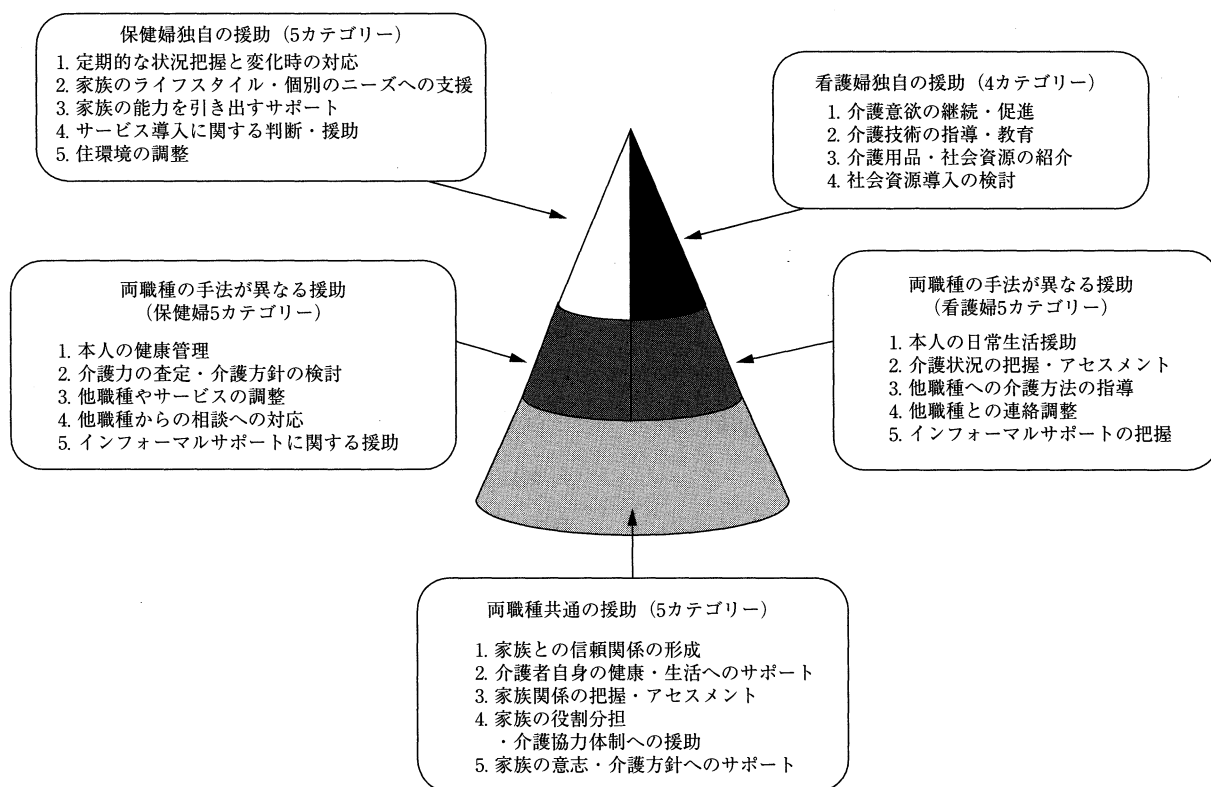 保健婦独自の援助（5カテゴリー）
1. 定期的な状況把握と変化時の対応
2. 家族のライフスタイル・個別のニーズへの支援
3. 家族の能力を引き出すサポート
4. サービス導入に関する判断・援助
5. 住環境の調整
看護婦独自の援助（4カテゴリー）
1. 介護意欲の継続・促進
2. 介護技術の指導・教育
3. 介護用品・社会資源の紹介
4. 社会資源導入の検討
両職種の手法が異なる援助
（保健婦5カテゴリー）
1. 本人の健康管理
2. 介護力の査定・介護方針の検討
3. 他職種やサービスの調整
4. 他職種からの相談への対応
5. インフォーマルサポートに関する援助
両職種の手法が異なる援助
（看護婦5カテゴリー）
1. 本人の日常生活援助
2. 介護状況の把握・アセスメント
3. 他職種への介護方法の指導
4. 他職種との連絡調整
5. インフォーマルサポートの把握
両職種共通の援助（5カテゴリー）
1. 家族との信頼関係の形成
2. 介護者自身の健康・生活へのサポート
3. 家族関係の把握・アセスメント
4. 家族の役割分担
・介護協力体制への援助
5. 家族の意志・介護方針へのサポート